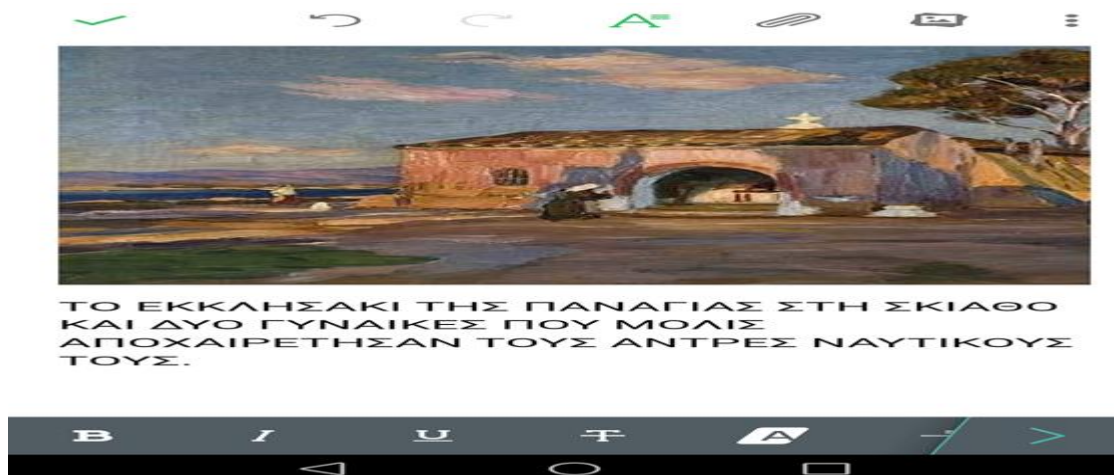 ΤΟ ΕΚΚΛΗΣΑΚΙ ΤΗΣ ΠΑΝΑΓΙΑΣ ΣΤΗ ΣΚΙΑΘΟ
ΚΑΙ ΔΥΟ ΓΥΝΑΙΚΕΣ ΠΟΥ ΜΟΛΙΣ
ΑΠΟΧΑΙΡΕΤΗΣΑΝ ΤΟΥΣ ΑΝΤΡΕΣ ΝΑΥΤΙΚΟΥΣ
ΤΟΥΣ.
B I U T A